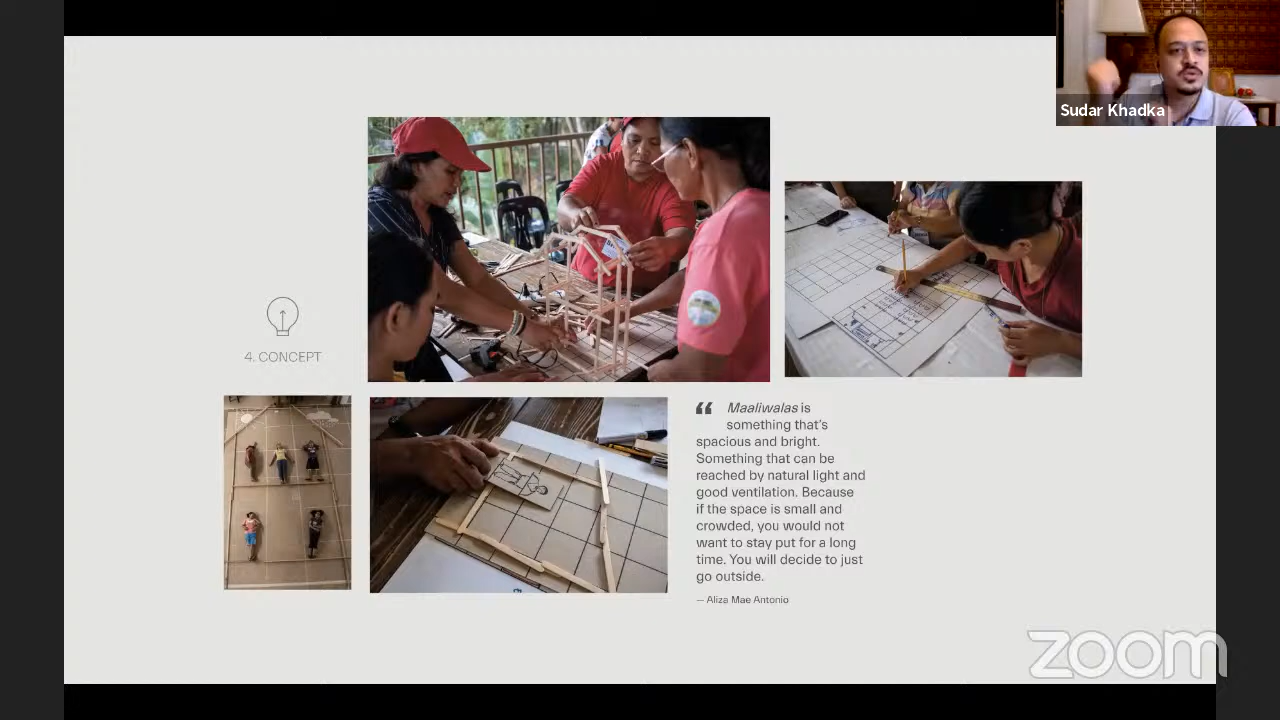 Sudar Khadka
4. CONCEPT
“ Maaliwalas is
something that's
spacious and bright.
Something that can be
reached by natural light and
good ventilation. Because
if the space is small and
crowded, you would not
want to stay put for a long
time. You will decide to just
go outside.
— Aliza Mae Antonio
zoom